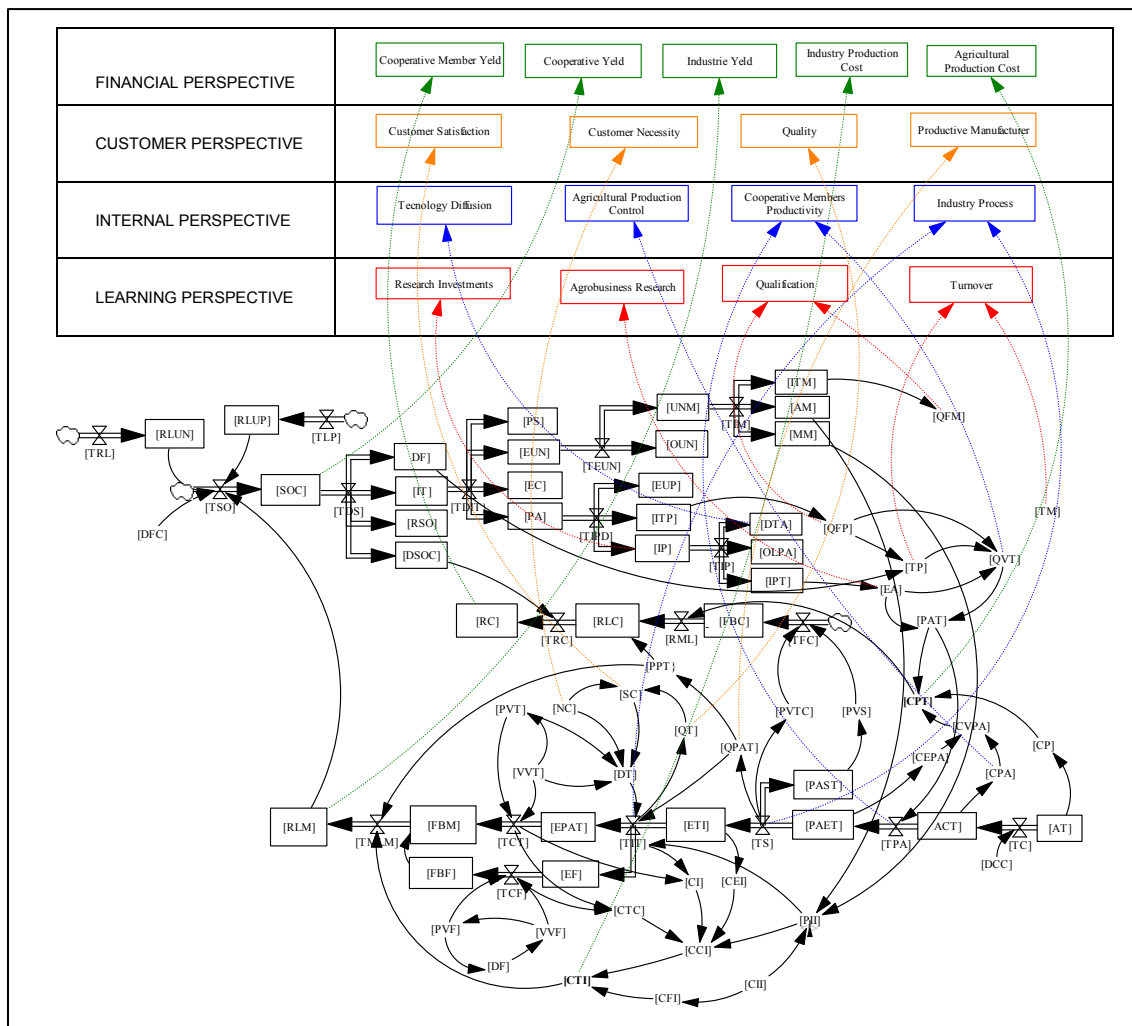 FINANCIAL PERSPECTIVE
Cooperative Member Yeld
Cooperative Yeld
Industrie Yeld
Industry Production
Cost
Agricultural
Production Cost
CUSTOMER PERSPECTIVE
Customer Satisfaction
Customer Necessity
Quality
Productive Manufacturer
INTERNAL PERSPECTIVE
Tecnology Diffusion
Agricultural Production
Control
Cooperative Members
Productivity
Industry Process
LEARNING PERSPECTIVE
Research Investments
Agrobusiness Research
Qualification
Turnover
[RLUN]
[TRL]
[RLUP]
[TLP]
[SOC]
[TSO]
[DFC]
[DF]
[IT]
[TDS]
[RSO]
[DSOC]
[PS]
[EUN]
[EC]
[TDIT]
[PA]
[UNM]
[TEUN]
[OUN]
[EUP]
[ITP]
[TIPD]
[IP]
[ITM]
[AM]
[TIM]
[MM]
[QFM]
[DTA]
[OLPA]
[TIP]
[IPT]
[QFP]
[TM]
[TP]
[QVT]
[EA]
[PAT]
[RC]
[TRC]
[RLC]
[RML]
[FBC]
[TFC]
[PPT]
[SC]
[NC]
[PVT]
[QT]
[PVTC]
[PVS]
[CPT]
[CVPA]
[CP]
[QPAT]
[CEPA]
[CPA]
[VVT]
[DT]
[PAST]
[RLM]
[TMLM]
[FBM]
[TCT]
[EPAT]
[TTF]
[ETI]
[TS]
[PAET]
[TPA]
ACT]
[TC]
[AT]
[DCC]
[FBF]
[TCF]
[EF]
[CI]
[CEI]
[CTC]
[PVF]
[VVF]
[PII]
[CCI]
[DF]
[CTI]
[CFI]
[CII]